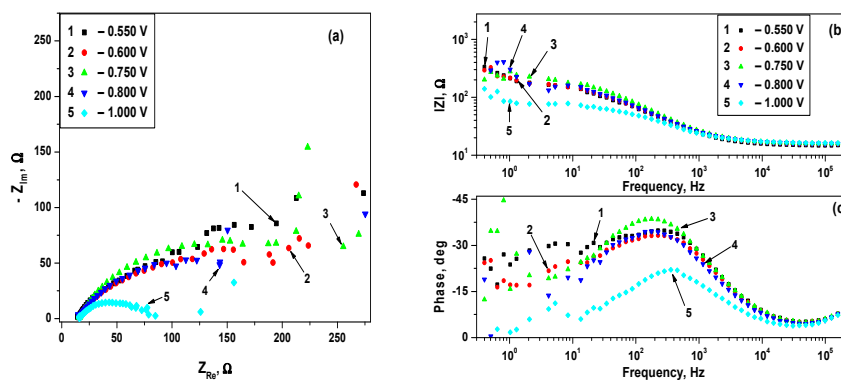 (a)
1 – 0.550 V
2 – 0.600 V
3 – 0.750 V
4 – 0.800 V
5 – 1.000 V
-250
-200
-150
-100
-50
0
- Z_Im, Ω
0 50 100 150 200 250
Z_Re, Ω
1
2
3
4
5
(b)
1 – 0.550 V
2 – 0.600 V
3 – 0.750 V
4 – 0.800 V
5 – 1.000 V
10^3
10^2
10^1
IZI, Ω
10^0 10^1 10^2 10^3 10^4 10^5
Frequency, Hz
1
4
3
2
5
-45
-30
-15
0
Phase, deg
10^0 10^1 10^2 10^3 10^4 10^5
Frequency, Hz
1
2
3
4
5